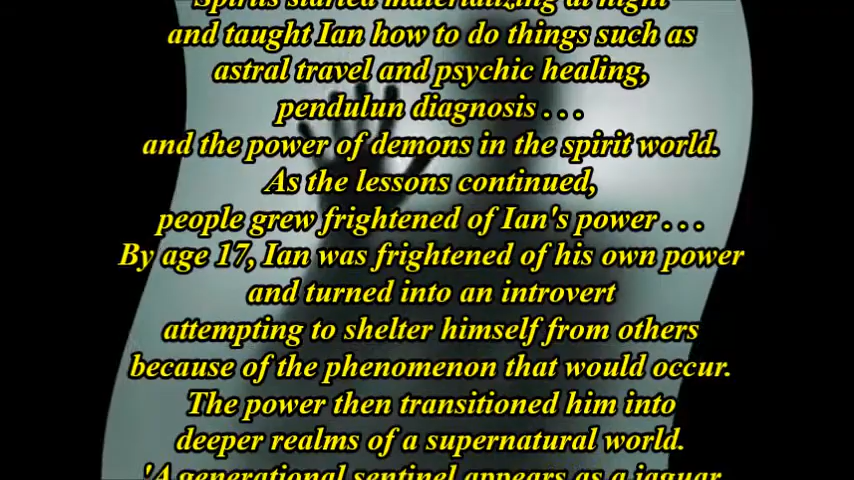 Spirits started materializing at night
and taught Ian how to do things such as
astral travel and psychic healing,
pendulun diagnosis . . .
and the power of demons in the spirit world.
As the lessons continued,
people grew frightened of Ian's power . . .
By age 17, Ian was frightened of his own power
and turned into an introvert
attempting to shelter himself from others
because of the phenomenon that would occur.
The power then transitioned him into
deeper realms of a supernatural world.
'A generational sentinel appears as a jaguar